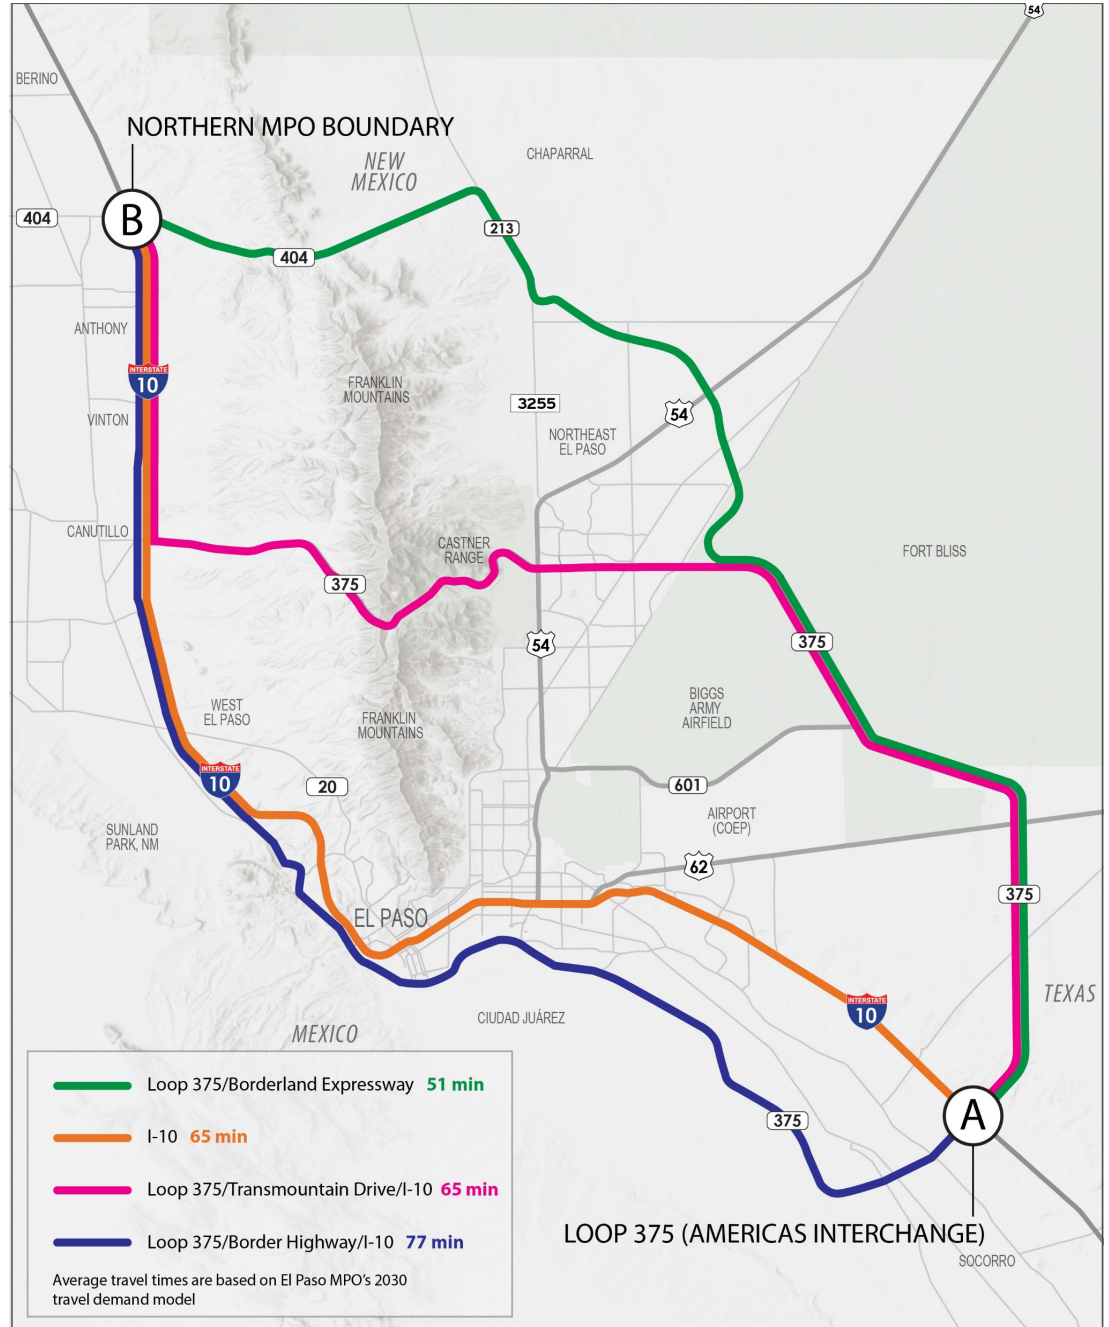 54
BERINO
NORTHERN MPO BOUNDARY
NEW
MEXICO
CHAPARRAL
404
B
213
404
ANTHONY
INTERSTATE
10
FRANKLIN
MOUNTAINS
3255
54
VINTON
NORTHEAST
EL PASO
CANUTILLO
CASTNER
RANGE
FORT BLISS
375
54
375
WEST
EL PASO
FRANKLIN
MOUNTAINS
BIGGS
ARMY
AIRFIELD
INTERSTATE
10
20
601
SUNLAND
PARK, NM
AIRPORT
(COEP)
62
375
EL PASO
TEXAS
INTERSTATE
10
CIUDAD JUÁREZ
MEXICO
Loop 375/Borderland Expressway 51 min
I-10 65 min
Loop 375/Transmountain Drive/I-10 65 min
Loop 375/Border Highway/I-10 77 min
Average travel times are based on El Paso MPO's 2030
travel demand model
375
A
LOOP 375 (AMERICAS INTERCHANGE)
SOCORRO